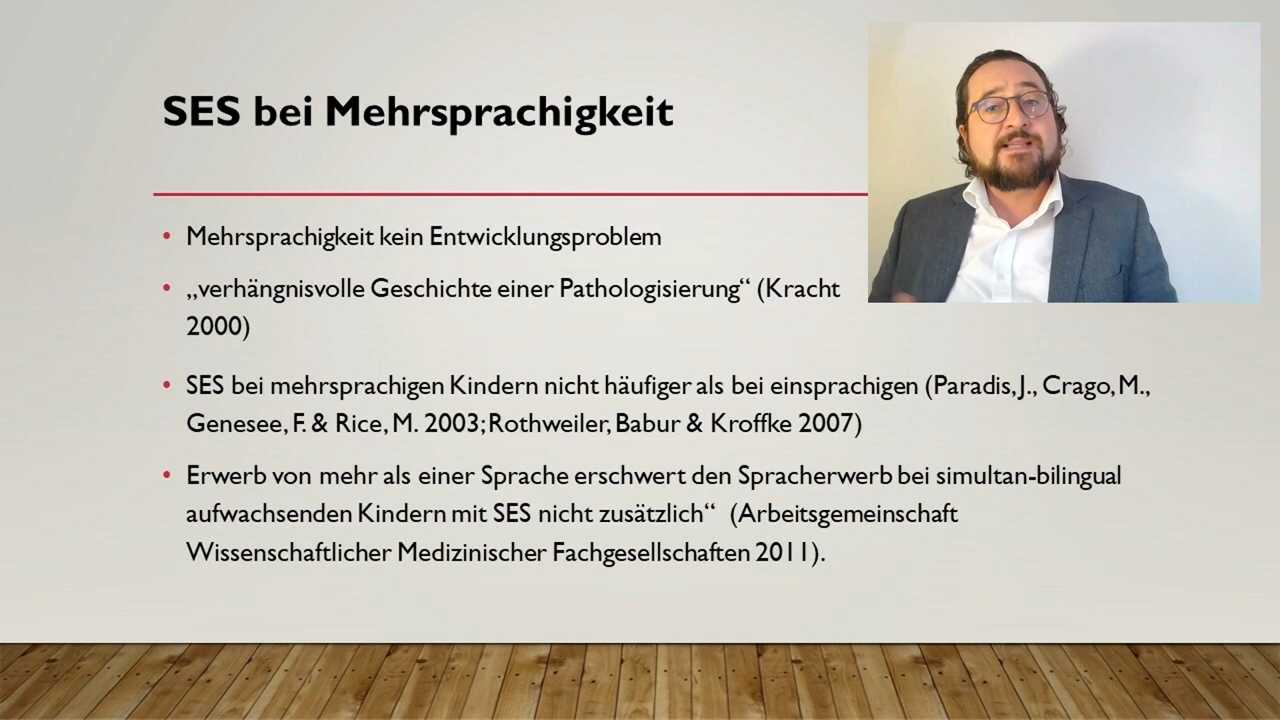 SES bei Mehrsprachigkeit
• Mehrsprachigkeit kein Entwicklungsproblem
• „verhängnisvolle Geschichte einer Pathologisierung“ (Kracht
2000)
• SES bei mehrsprachigen Kindern nicht häufiger als bei einsprachigen (Paradis, J., Crago, M.,
Genesee, F. & Rice, M. 2003; Rothweiler, Babur & Kroffke 2007)
• Erwerb von mehr als einer Sprache erschwert den Spracherwerb bei simultan-bilingual
aufwachsenden Kindern mit SES nicht zusätzlich“ (Arbeitsgemeinschaft
Wissenschaftlicher Medizinischer Fachgesellschaften 2011).